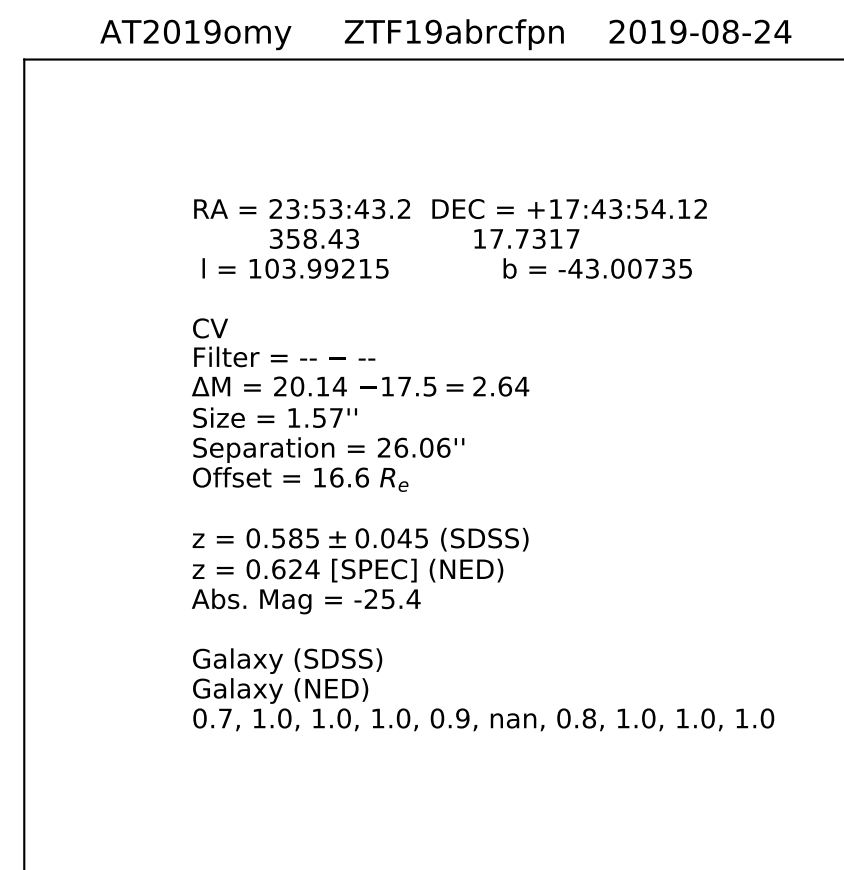 AT2019omy ZTF19abrcfpn 2019-08-24
RA = 23:53:43.2 DEC = +17:43:54.12
358.43 17.7317
l = 103.99215 b = -43.00735
CV
Filter = -- − --
ΔM = 20.14 −17.5 = 2.64
Size = 1.57''
Separation = 26.06''
Offset = 16.6 Rₑ
z = 0.585 ± 0.045 (SDSS)
z = 0.624 [SPEC] (NED)
Abs. Mag = -25.4
Galaxy (SDSS)
Galaxy (NED)
0.7, 1.0, 1.0, 1.0, 0.9, nan, 0.8, 1.0, 1.0, 1.0